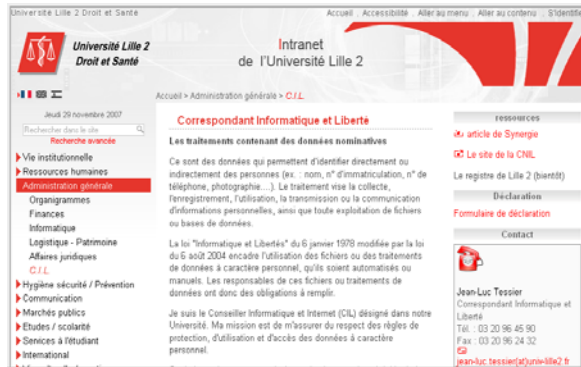 Université Lille 2 Droit et Santé
Accueil . Accessibilité . Aller au menu . Aller au contenu . S'identifie
Université Lille 2
Droit et Santé
Intranet
de l'Université Lille 2
Accueil > Administration générale > C.I.L.
Jeudi 29 novembre 2007
Rechercher dans le site
Recherche avancée
Vie institutionnelle
Ressources humaines
Administration générale
Organigrammes
Finances
Informatique
Logistique - Patrimoine
Affaires juridiques
C.I.L.
Hygiène sécurité / Prévention
Communication
Marchés publics
Etudes / scolarité
Services à l'étudiant
International
Correspondant Informatique et Liberté
Les traitements contenant des données nominatives
Ce sont des données qui permettent d'identifier directement ou
indirectement des personnes (ex. : nom, n° d'immatriculation, n° de
téléphone, photographie....). Le traitement vise la collecte,
l'enregistrement, l'utilisation, la transmission ou la communication
d'informations personnelles, ainsi que toute exploitation de fichiers
ou bases de données.
La loi "Informatique et Libertés" du 6 janvier 1978 modifiée par la loi
du 6 août 2004 encadre l'utilisation des fichiers ou des traitements
de données à caractère personnel, qu'ils soient automatisés ou
manuels. Les responsables de ces fichiers ou traitements de
données ont donc des obligations à remplir.
Je suis le Conseiller Informatique et Internet (CIL) désigné dans notre
Université. Ma mission est de m'assurer du respect des règles de
protection, d'utilisation et d'accès des données à caractère
personnel.
ressources
article de Synergie
Le site de la CNIL
Le registre de Lille 2 (bientôt)
Déclaration
Formulaire de déclaration
Contact
Jean-Luc Tessier
Correspondant Informatique et
Liberté
Tél. : 03 20 96 45 90
Fax : 03 20 96 24 32
jean-luc.tessier(at)univ-lille2.fr